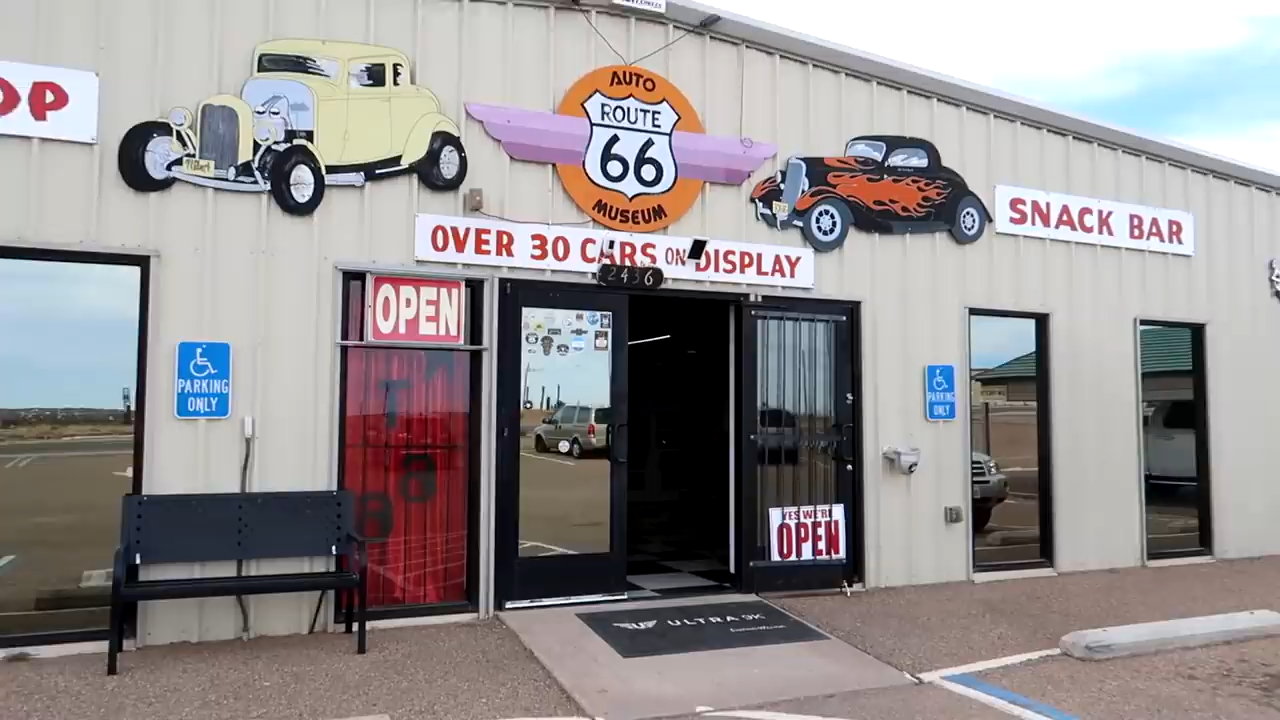 OP
AUTO
ROUTE
66
MUSEUM
SNACK BAR
OVER 30 CARS ON DISPLAY
2436
OPEN
PARKING
ONLY
PARKING
ONLY
YES WE'RE
OPEN
ULTRA